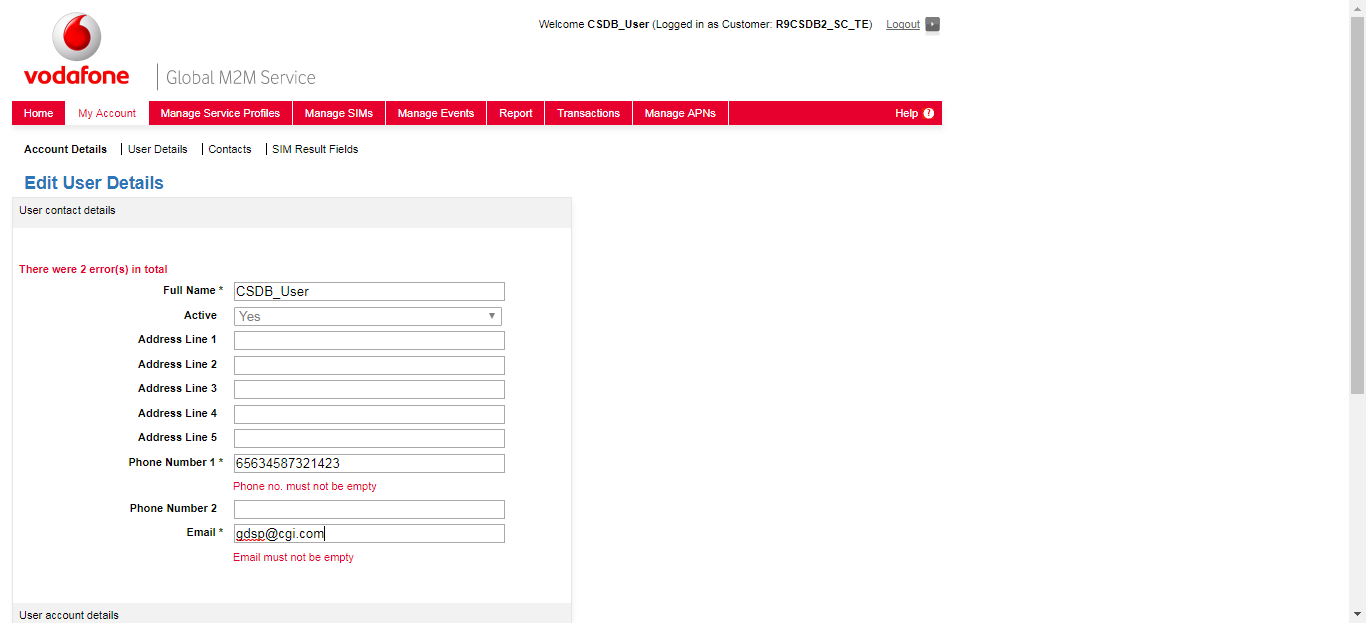 Welcome CSDB_User (Logged in as Customer: R9CSDB2_SC_TE) Logout
vodafone Global M2M Service
Home My Account Manage Service Profiles Manage SIMs Manage Events Report Transactions Manage APNs Help ?
Account Details User Details Contacts SIM Result Fields
Edit User Details
User contact details
There were 2 error(s) in total
Full Name * CSDB_User
Active Yes
Address Line 1
Address Line 2
Address Line 3
Address Line 4
Address Line 5
Phone Number 1 * 65634587321423
Phone no. must not be empty
Phone Number 2
Email * gdsp@cgi.com
Email must not be empty
User account details